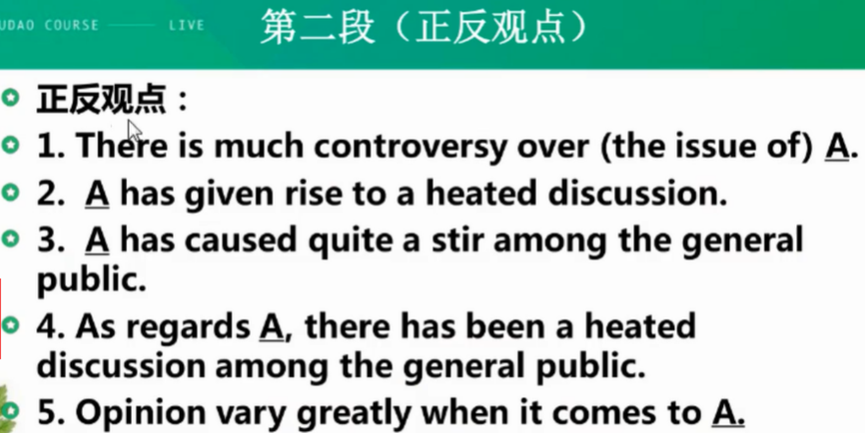 UDAO COURSE LIVE
第二段（正反观点）
正反观点：
1. There is much controversy over (the issue of) A.
2. A has given rise to a heated discussion.
3. A has caused quite a stir among the general
public.
4. As regards A, there has been a heated
discussion among the general public.
5. Opinion vary greatly when it comes to A.